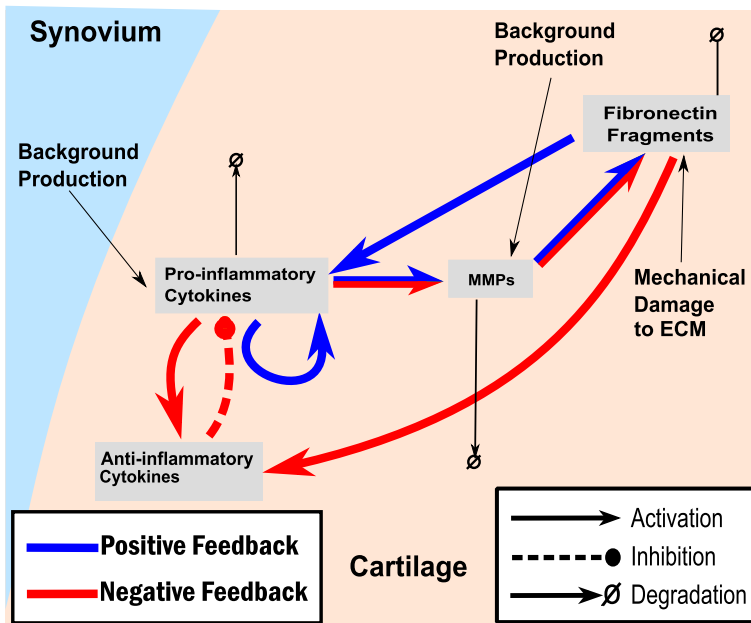 Synovium
Background
Production
Ø
Fibronectin
Fragments
Background
Production
Ø
Pro-inflammatory
Cytokines
MMPs
Mechanical
Damage
to ECM
Anti-inflammatory
Cytokines
Ø
Positive Feedback
Negative Feedback
Cartilage
Activation
Inhibition
Ø Degradation